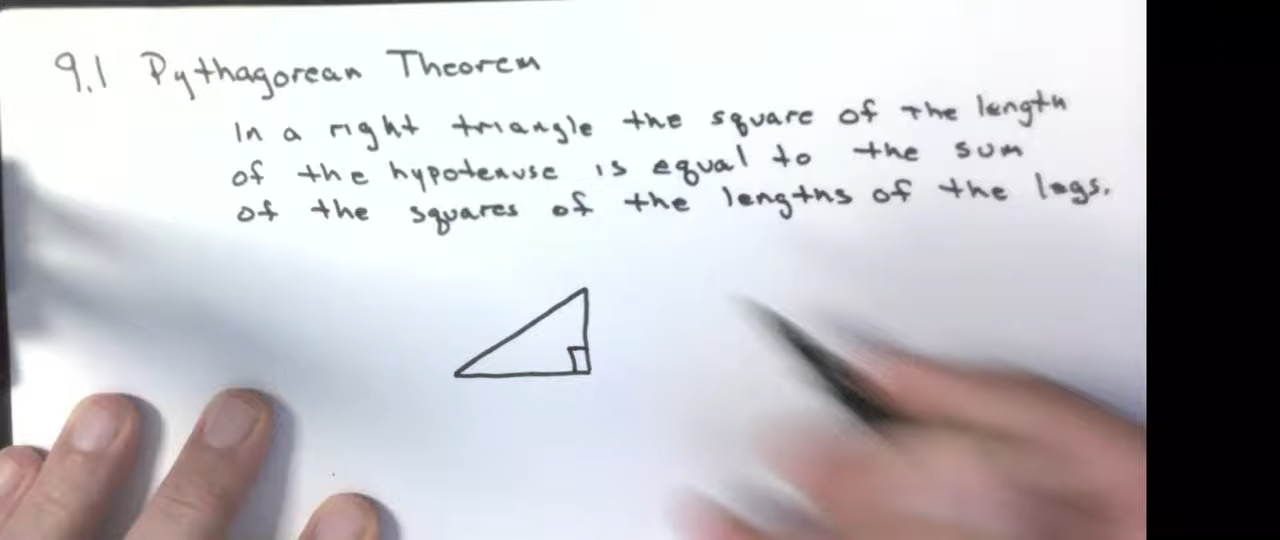 9.1 Pythagorean Theorem
In a right triangle the square of the length
of the hypotenuse is equal to the sum
of the squares of the lengths of the legs.